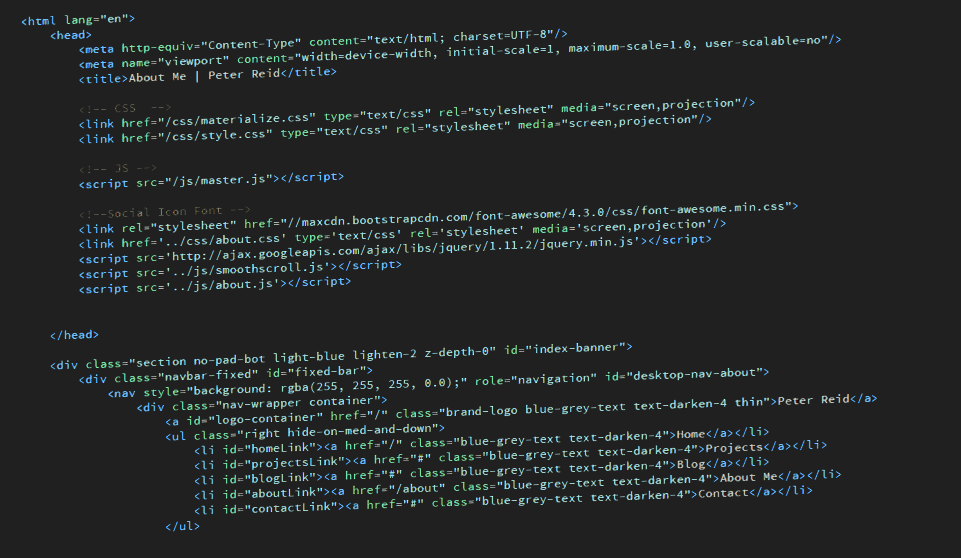 <html lang="en">
<head>
<meta http-equiv="Content-Type" content="text/html; charset=UTF-8"/>
<meta name="viewport" content="width=device-width, initial-scale=1, maximum-scale=1.0, user-scalable=no"/>
<title>About Me | Peter Reid</title>
<!-- CSS  -->
<link href="/css/materialize.css" type="text/css" rel="stylesheet" media="screen,projection"/>
<link href="/css/style.css" type="text/css" rel="stylesheet" media="screen,projection"/>
<!-- JS -->
<script src="/js/master.js"></script>
<!--Social Icon Font -->
<link rel="stylesheet" href="//maxcdn.bootstrapcdn.com/font-awesome/4.3.0/css/font-awesome.min.css">
<link href='../css/about.css' type='text/css' rel='stylesheet' media='screen,projection'/>
<script src='http://ajax.googleapis.com/ajax/libs/jquery/1.11.2/jquery.min.js'></script>
<script src='../js/smoothscroll.js'></script>
<script src='../js/about.js'></script>
</head>
<div class="section no-pad-bot light-blue lighten-2 z-depth-0" id="index-banner">
<div class="navbar-fixed" id="fixed-bar">
<nav style="background: rgba(255, 255, 255, 0.0);" role="navigation" id="desktop-nav-about">
<div class="nav-wrapper container">
<a id="logo-container" href="/" class="brand-logo blue-grey-text text-darken-4 thin">Peter Reid</a>
<ul class="right hide-on-med-and-down">
<li id="homeLink"><a href="/" class="blue-grey-text text-darken-4">Home</a></li>
<li id="projectsLink"><a href="#" class="blue-grey-text text-darken-4">Projects</a></li>
<li id="blogLink"><a href="#" class="blue-grey-text text-darken-4">Blog</a></li>
<li id="aboutLink"><a href="/about" class="blue-grey-text text-darken-4">About Me</a></li>
<li id="contactLink"><a href="#" class="blue-grey-text text-darken-4">Contact</a></li>
</ul>